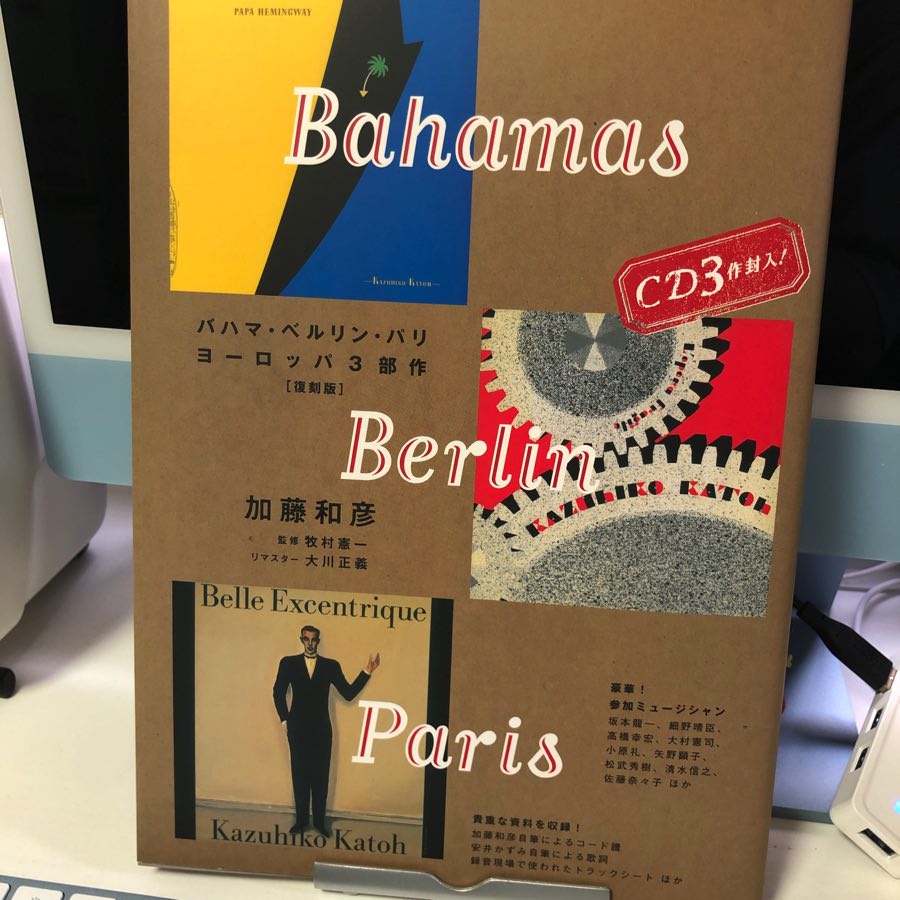 PAPA HEMINGWAY
Bahamas
KAZUHIKO KATOH
CD3作封入!
バハマ・ベルリン・パリ
ヨーロッパ3部作
[復刻版]
Berlin
KAZUHIKO KATOH
加藤和彦
監修 牧村憲一
リマスター 大川正義
Belle Excentrique
Paris
Kazuhiko Katoh
豪華!
参加ミュージシャン
坂本龍一、細野晴臣、
高橋幸宏、大村憲司、
小原礼、矢野顕子、
松武秀樹、清水信之、
佐藤奈々子 ほか
貴重な資料を収録!
加藤和彦自筆によるコード譜
安井かずみ自筆による歌詞
録音現場で使われたトラックシート ほか